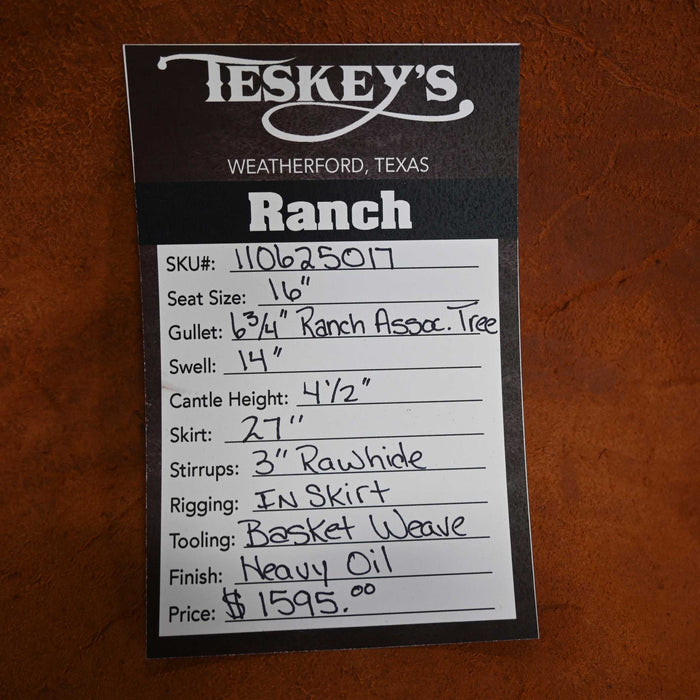 TESKEY'S
WEATHERFORD, TEXAS
Ranch
SKU#: 110625017
Seat Size: 16"
Gullet: 6 3/4" Ranch Assoc. Tree
Swell: 14"
Cantle Height: 4 1/2"
Skirt: 27"
Stirrups: 3" Rawhide
Rigging: IN Skirt
Tooling: Basket Weave
Finish: Heavy Oil
Price: $1595.00